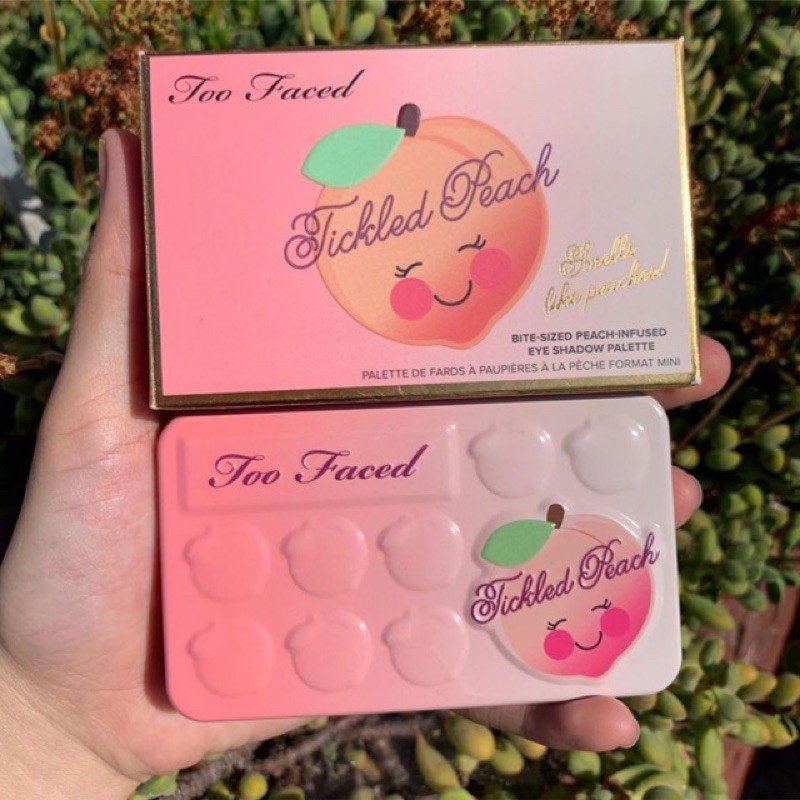 Too Faced
Tickled Peach
Smells
like peaches!
BITE-SIZED PEACH-INFUSED
EYE SHADOW PALETTE
PALETTE DE FARDS À PAUPIÈRES À LA PÊCHE FORMAT MINI
Too Faced
Tickled Peach